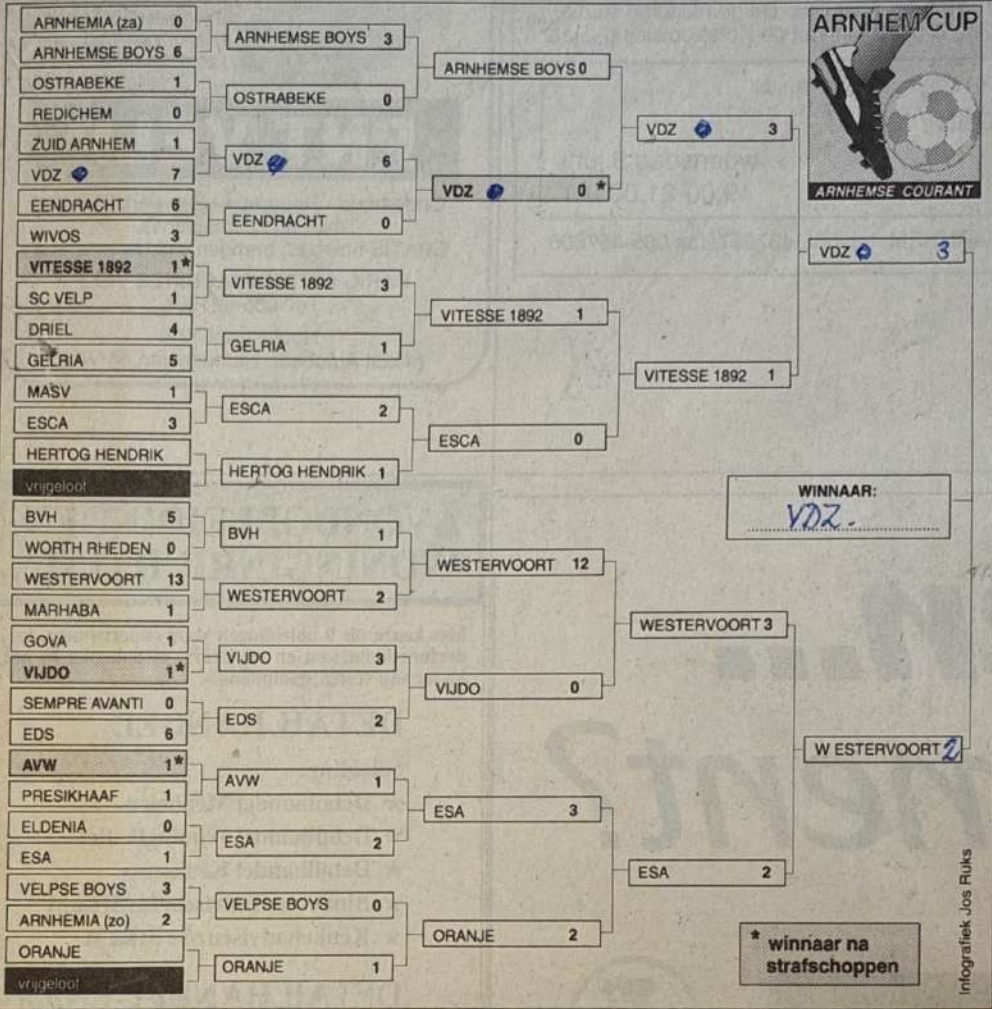 ARNHEMIA (za) 0
ARNHEMSE BOYS 6
OSTRABEKE 1
REDICHEM 0
ZUID ARNHEM 1
VDZ 7
EENDRACHT 6
WIVOS 3
VITESSE 1892 1*
SC VELP 1
DRIEL 4
GELRIA 5
MASV 1
ESCA 3
HERTOG HENDRIK
vrijgeloot
BVH 5
WORTH RHEDEN 0
WESTERVOORT 13
MARHABA 1
GOVA 1
VIJDO 1*
SEMPRE AVANTI 0
EDS 6
AVW 1*
PRESIKHAAF 1
ELDENIA 0
ESA 1
VELPSE BOYS 3
ARNHEMIA (zo) 2
ORANJE
vrijgeloot
ARNHEMSE BOYS 3
OSTRABEKE 0
VDZ 6
EENDRACHT 0
VITESSE 1892 3
GELRIA 1
ESCA 2
HERTOG HENDRIK 1
BVH 1
WESTERVOORT 2
VIJDO 3
EDS 2
AVW 1
ESA 2
VELPSE BOYS 0
ORANJE 1
ARNHEMSE BOYS 0
VDZ 0 *
VITESSE 1892 1
ESCA 0
WESTERVOORT 12
VIJDO 0
ESA 3
ORANJE 2
VDZ 3
VITESSE 1892 1
WESTERVOORT 3
ESA 2
ARNHEM CUP
ARNHEMSE COURANT
VDZ 3
WINNAAR:
VDZ.
W ESTERVOORT 2
* winnaar na
strafschoppen
Infografiek Jos Ruks